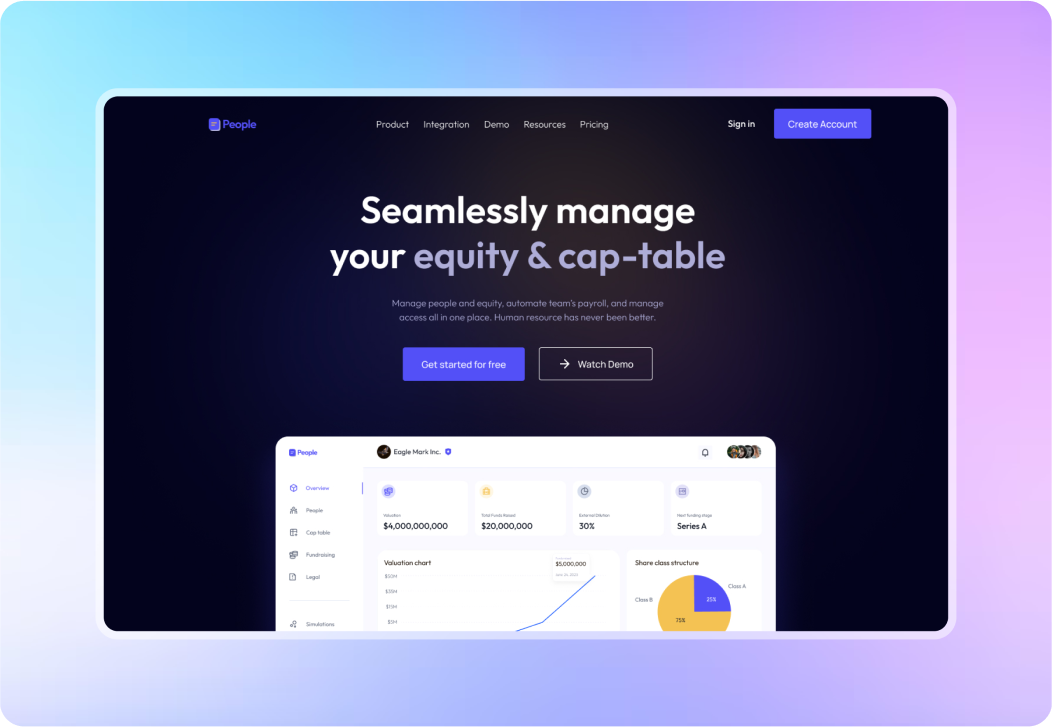 People
Product Integration Demo Resources Pricing
Sign in
Create Account
Seamlessly manage
your equity & cap-table
Manage people and equity, automate team's payroll, and manage
access all in one place. Human resource has never been better.
Get started for free
Watch Demo
People
Eagle Mark Inc.
Overview
People
Cap table
Fundraising
Legal
Simulations
Valuation
$4,000,000,000
Total Funds Raised
$20,000,000
External Dilution
30%
Next funding stage
Series A
Valuation chart
$5,000,000
$50M
$35M
$15M
$5M
Share class structure
Class A
Class B
25%
75%